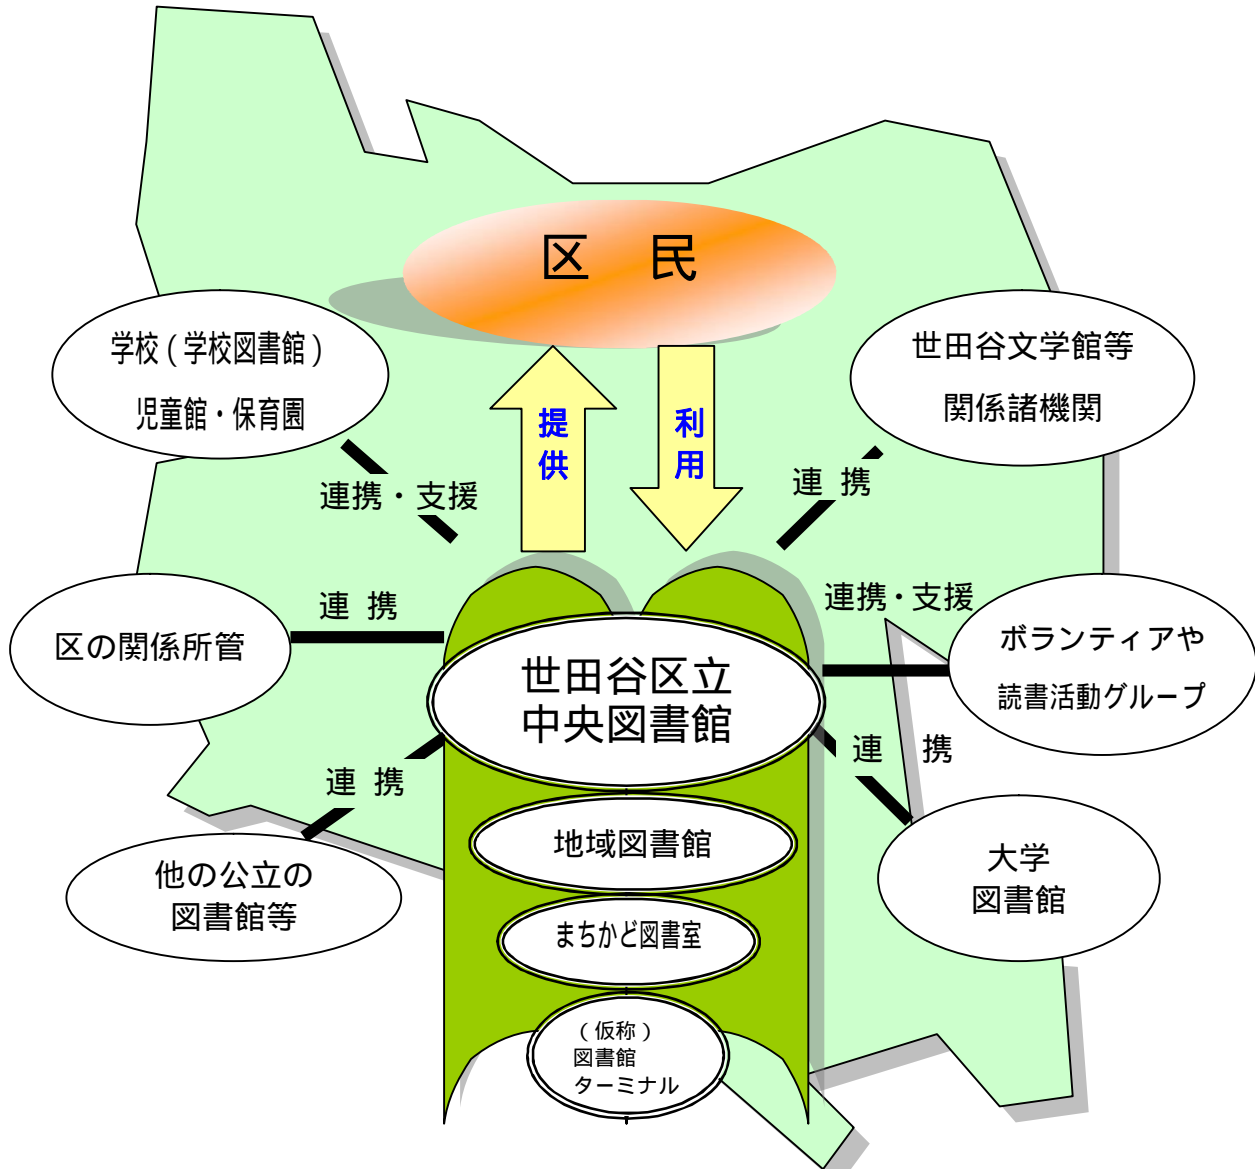 区 民
学校(学校図書館)
児童館・保育園
世田谷文学館等
関係諸機関
提供
利用
連携・支援
連 携
連 携
連携・支援
区の関係所管
ボランティアや
読書活動グループ
世田谷区立
中央図書館
連 携
連 携
地域図書館
他の公立の
図書館等
大学
図書館
まちかど図書室
(仮称)
図書館
ターミナル